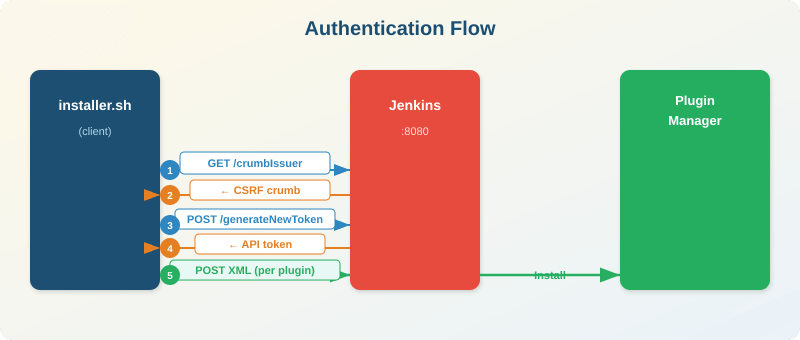 Authentication Flow
installer.sh
(client)
Jenkins
:8080
Plugin
Manager
1
GET /crumbIssuer
2
← CSRF crumb
3
POST /generateNewToken
4
← API token
5
POST XML (per plugin)
Install